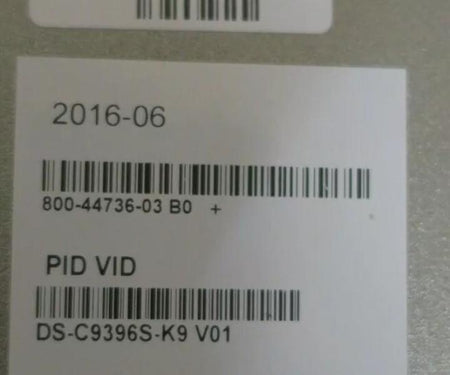 2016-06
800-44736-03 B0 +
PID VID
DS-C9396S-K9 V01